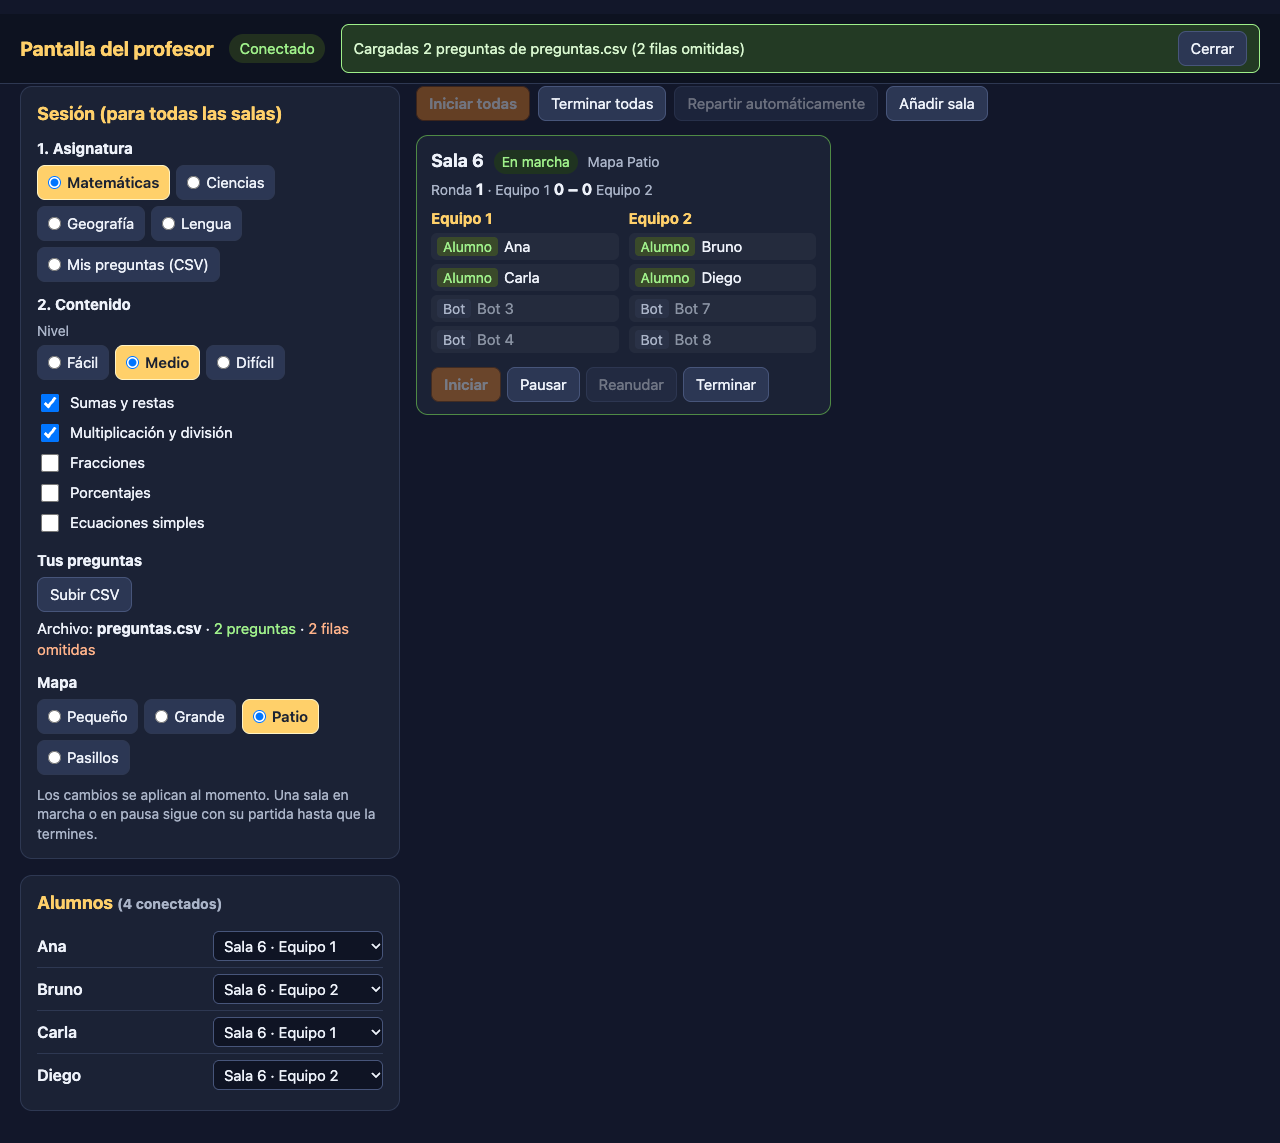 Pantalla del profesor
Conectado
Cargadas 2 preguntas de preguntas.csv (2 filas omitidas)
Cerrar
Sesión (para todas las salas)
1. Asignatura
Matemáticas
Ciencias
Geografía
Lengua
Mis preguntas (CSV)
2. Contenido
Nivel
Fácil
Medio
Difícil
Sumas y restas
Multiplicación y división
Fracciones
Porcentajes
Ecuaciones simples
Tus preguntas
Subir CSV
Archivo: preguntas.csv · 2 preguntas · 2 filas
omitidas
Mapa
Pequeño
Grande
Patio
Pasillos
Los cambios se aplican al momento. Una sala en
marcha o en pausa sigue con su partida hasta que la
termines.
Alumnos (4 conectados)
Ana
Sala 6 · Equipo 1
Bruno
Sala 6 · Equipo 2
Carla
Sala 6 · Equipo 1
Diego
Sala 6 · Equipo 2
Iniciar todas
Terminar todas
Repartir automáticamente
Añadir sala
Sala 6
En marcha
Mapa Patio
Ronda 1 · Equipo 1 0 – 0 Equipo 2
Equipo 1
Alumno Ana
Alumno Carla
Bot Bot 3
Bot Bot 4
Equipo 2
Alumno Bruno
Alumno Diego
Bot Bot 7
Bot Bot 8
Iniciar
Pausar
Reanudar
Terminar